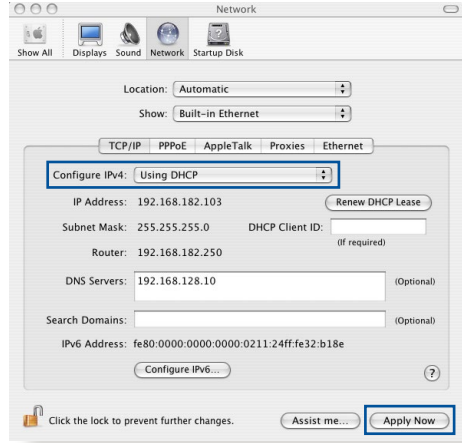 Network
Show All Displays Sound Network Startup Disk
Location: Automatic
Show: Built-in Ethernet
TCP/IP PPPoE AppleTalk Proxies Ethernet
Configure IPv4: Using DHCP
IP Address: 192.168.182.103 Renew DHCP Lease
Subnet Mask: 255.255.255.0 DHCP Client ID:
(If required)
Router: 192.168.182.250
DNS Servers: 192.168.128.10 (Optional)
Search Domains: (Optional)
IPv6 Address: fe80:0000:0000:0000:0211:24ff:fe32:b18e
Configure IPv6... ?
Click the lock to prevent further changes. Assist me... Apply Now